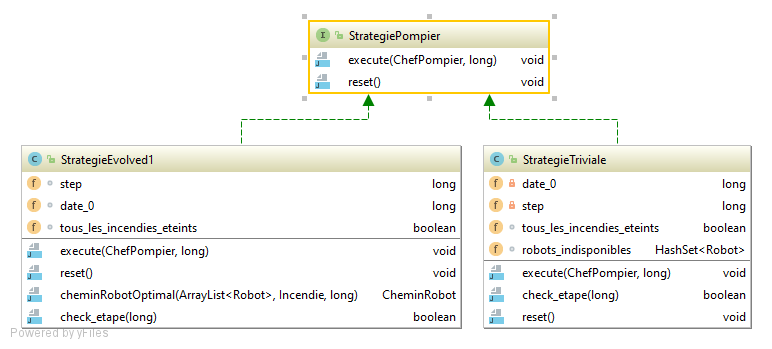 I StrategiePompier
execute(ChefPompier, long) void
reset() void
C StrategieEvolved1
f step long
f date_0 long
f tous_les_incendies_eteints boolean
execute(ChefPompier, long) void
reset() void
cheminRobotOptimal(ArrayList<Robot>, Incendie, long) CheminRobot
check_etape(long) boolean
C StrategieTriviale
f date_0 long
f step long
f tous_les_incendies_eteints boolean
f robots_indisponibles HashSet<Robot>
execute(ChefPompier, long) void
check_etape(long) boolean
reset() void
Powered by yFiles